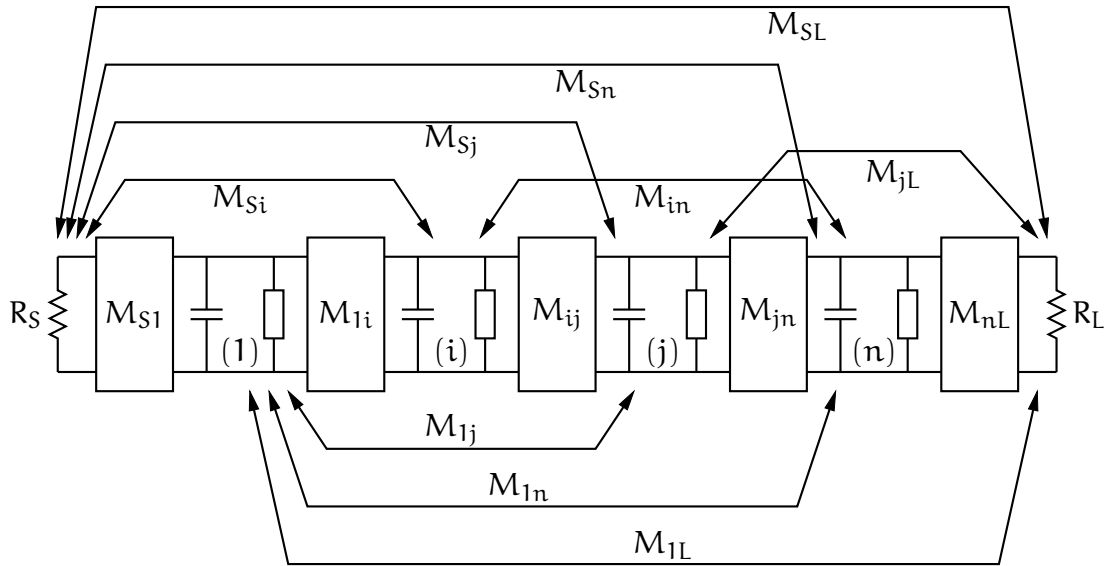 M_SL
M_Sn
M_Sj
M_jL
M_Si
M_in
R_S
M_S1
(1)
M_1i
(i)
M_ij
(j)
M_jn
(n)
M_nL
R_L
M_1j
M_1n
M_1L